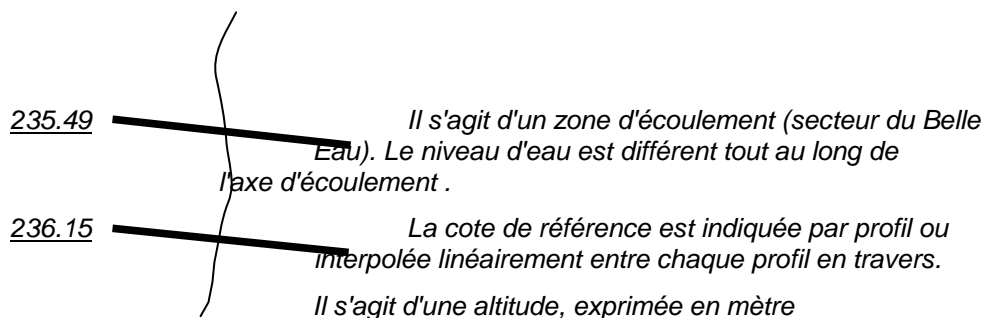 235.49 Il s'agit d'un zone d'écoulement (secteur du Belle
Eau). Le niveau d'eau est différent tout au long de
l'axe d'écoulement .
236.15 La cote de référence est indiquée par profil ou
interpolée linéairement entre chaque profil en travers.
Il s'agit d'une altitude, exprimée en mètre